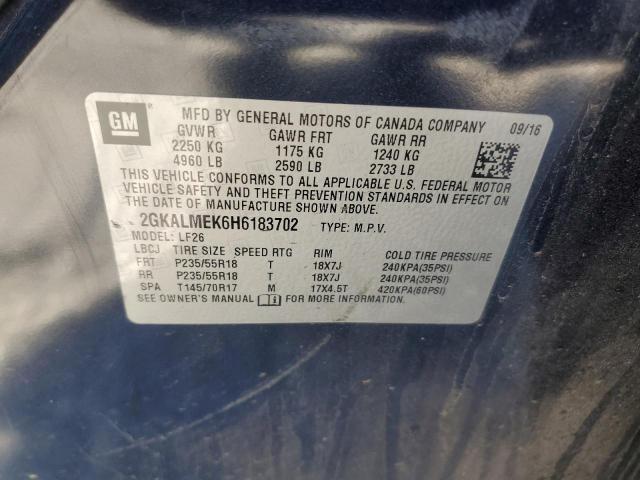 GM
MFD BY GENERAL MOTORS OF CANADA COMPANY 09/16
GVWR GAWR FRT GAWR RR
2250 KG 1175 KG 1240 KG
4960 LB 2590 LB 2733 LB
THIS VEHICLE CONFORMS TO ALL APPLICABLE U.S. FEDERAL MOTOR
VEHICLE SAFETY AND THEFT PREVENTION STANDARDS IN EFFECT ON
THE DATE OF MANUFACTURE SHOWN ABOVE.
2GKALMEK6H6183702 TYPE: M.P.V.
LF26
LBCJ TIRE SIZE SPEED RTG RIM COLD TIRE PRESSURE
FRT P235/55R18 T 18X7J 240KPA(35PSI)
RR P235/55R18 T 18X7J 240KPA(35PSI)
SPA T145/70R17 M 17X4.5T 420KPA(60PSI)
SEE OWNER'S MANUAL FOR MORE INFORMATION.